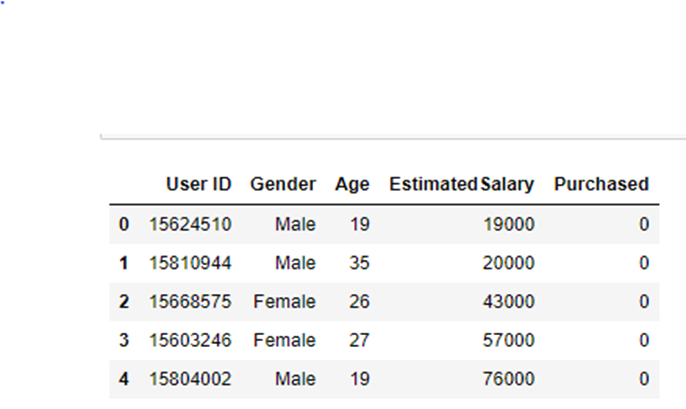 User ID Gender Age EstimatedSalary Purchased
0 15624510 Male 19 19000 0
1 15810944 Male 35 20000 0
2 15668575 Female 26 43000 0
3 15603246 Female 27 57000 0
4 15804002 Male 19 76000 0